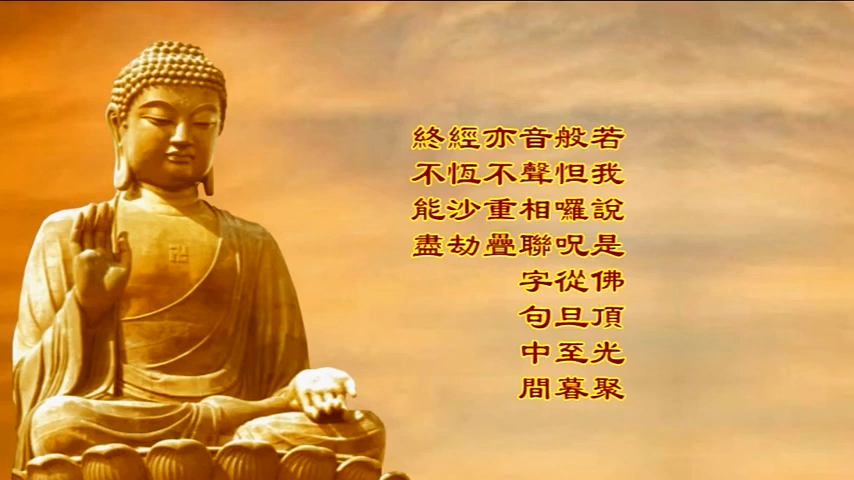 若我說是佛頂光聚
般怛囉呪從旦至暮
音聲相聯字句中間
亦不重疊
經恆沙劫
終不能盡